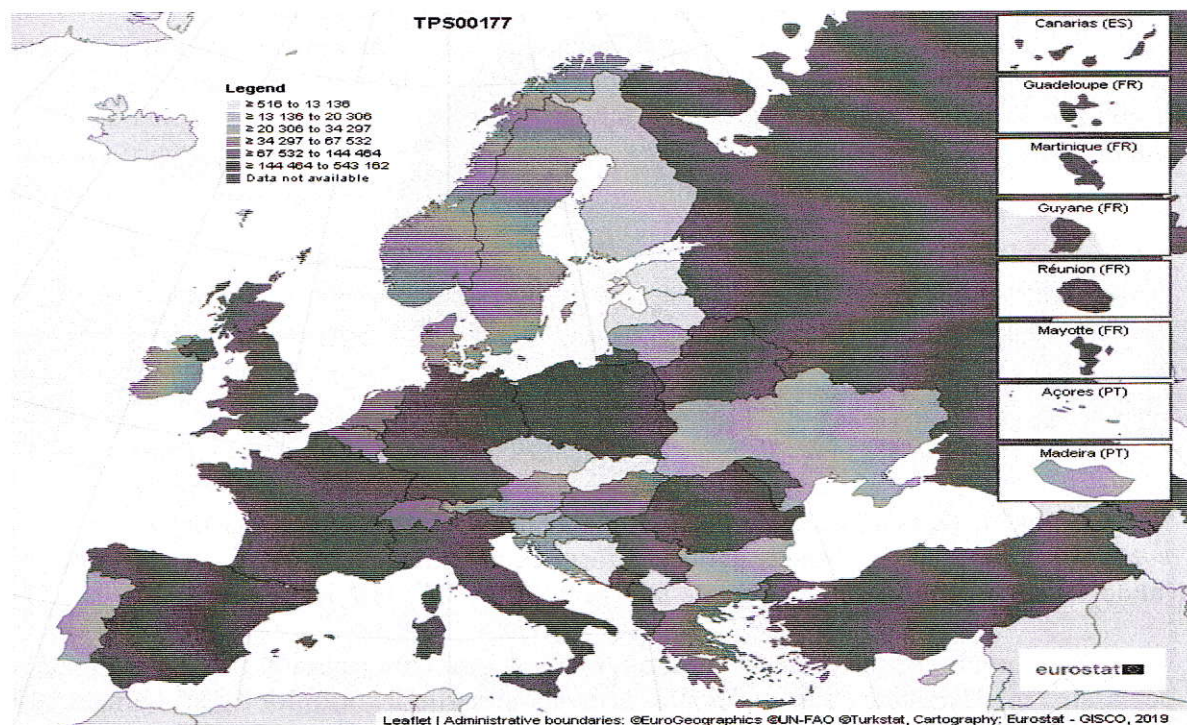 TPS00177
Legend
≥ 516 to 13 136
≥ 13 136 to 20 306
≥ 20 306 to 34 297
≥ 34 297 to 67 532
≥ 67 532 to 144 464
≥ 144 464 to 543 162
Data not available
Canarias (ES)
Guadeloupe (FR)
Martinique (FR)
Guyane (FR)
Réunion (FR)
Mayotte (FR)
Açores (PT)
Madeira (PT)
eurostat
Leaflet | Administrative boundaries: ©EuroGeographics ©UN-FAO ©Turkstat, Cartography: Eurostat - GISCO, 2019